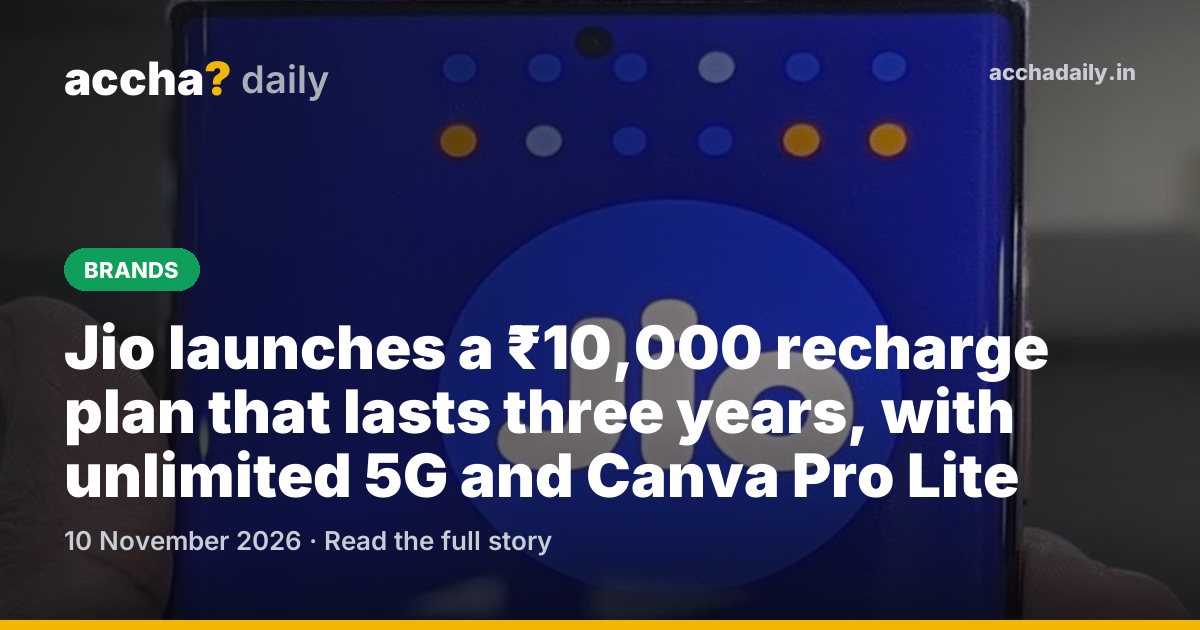 accha? daily
acchadaily.in
BRANDS
Jio
Jio launches a ₹10,000 recharge
plan that lasts three years, with
unlimited 5G and Canva Pro Lite
10 November 2026 · Read the full story